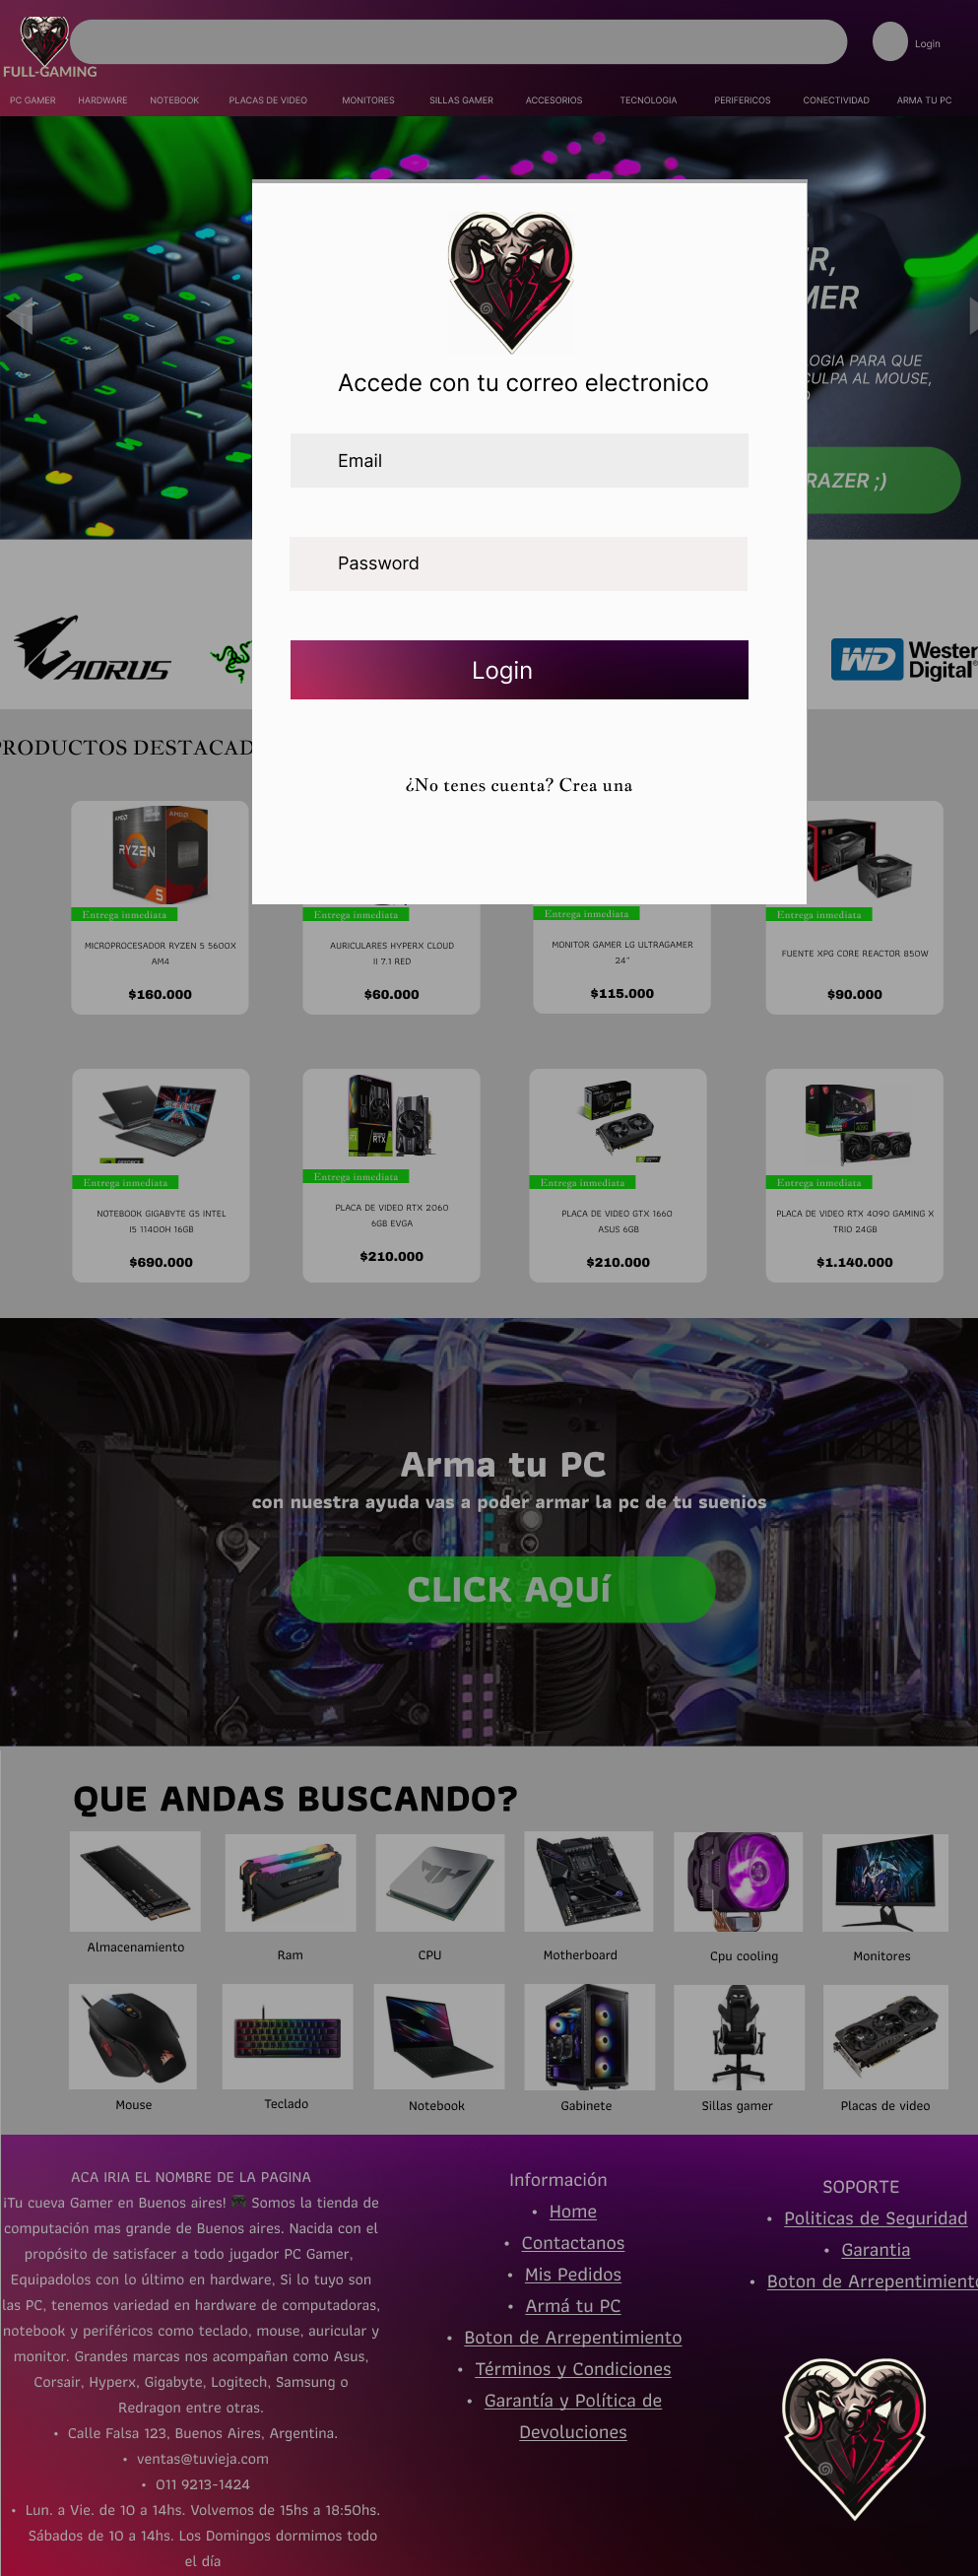 FULL-GAMING
Login
PC GAMER HARDWARE NOTEBOOK PLACAS DE VIDEO MONITORES SILLAS GAMER ACCESORIOS TECNOLOGIA PERIFERICOS CONECTIVIDAD ARMA TU PC
R,
MER
OGIA PARA QUE
CULPA AL MOUSE,
RAZER ;)
Accede con tu correo electronico
Email
Password
Login
¿No tenes cuenta? Crea una
AORUS
WD Wester
Digital®
PRODUCTOS DESTACAD
AMD
AMD
RYZEN
5
Entrega inmediata
MICROPROCESADOR RYZEN 5 5600X
AM4
$160.000
Entrega inmediata
AURICULARES HYPERX CLOUD
II 7.1 RED
$60.000
Entrega inmediata
MONITOR GAMER LG ULTRAGAMER
24"
$115.000
Entrega inmediata
FUENTE XPG CORE REACTOR 850W
$90.000
GIGABYTE
Entrega inmediata
NOTEBOOK GIGABYTE G5 INTEL
I5 11400H 16GB
$690.000
RTX
Entrega inmediata
PLACA DE VIDEO RTX 2060
6GB EVGA
$210.000
Entrega inmediata
PLACA DE VIDEO GTX 1660
ASUS 6GB
$210.000
Entrega inmediata
PLACA DE VIDEO RTX 4090 GAMING X
TRIO 24GB
$1.140.000
Arma tu PC
con nuestra ayuda vas a poder armar la pc de tu suenios
CLICK AQUí
QUE ANDAS BUSCANDO?
Almacenamiento
Ram
CPU
Motherboard
Cpu cooling
Monitores
Mouse
Teclado
Notebook
Gabinete
Sillas gamer
Placas de video
ACA IRIA EL NOMBRE DE LA PAGINA
¡Tu cueva Gamer en Buenos aires! 🎮 Somos la tienda de
computación mas grande de Buenos aires. Nacida con el
propósito de satisfacer a todo jugador PC Gamer,
Equipadolos con lo último en hardware, Si lo tuyo son
las PC, tenemos variedad en hardware de computadoras,
notebook y periféricos como teclado, mouse, auricular y
monitor. Grandes marcas nos acompañan como Asus,
Corsair, Hyperx, Gigabyte, Logitech, Samsung o
Redragon entre otras.
• Calle Falsa 123, Buenos Aires, Argentina.
• ventas@tuvieja.com
• 011 9213-1424
• Lun. a Vie. de 10 a 14hs. Volvemos de 15hs a 18:50hs.
Sábados de 10 a 14hs. Los Domingos dormimos todo
el día
Información
• Home
• Contactanos
• Mis Pedidos
• Armá tu PC
• Boton de Arrepentimiento
• Términos y Condiciones
• Garantía y Política de
Devoluciones
SOPORTE
• Politicas de Seguridad
• Garantia
• Boton de Arrepentimiento